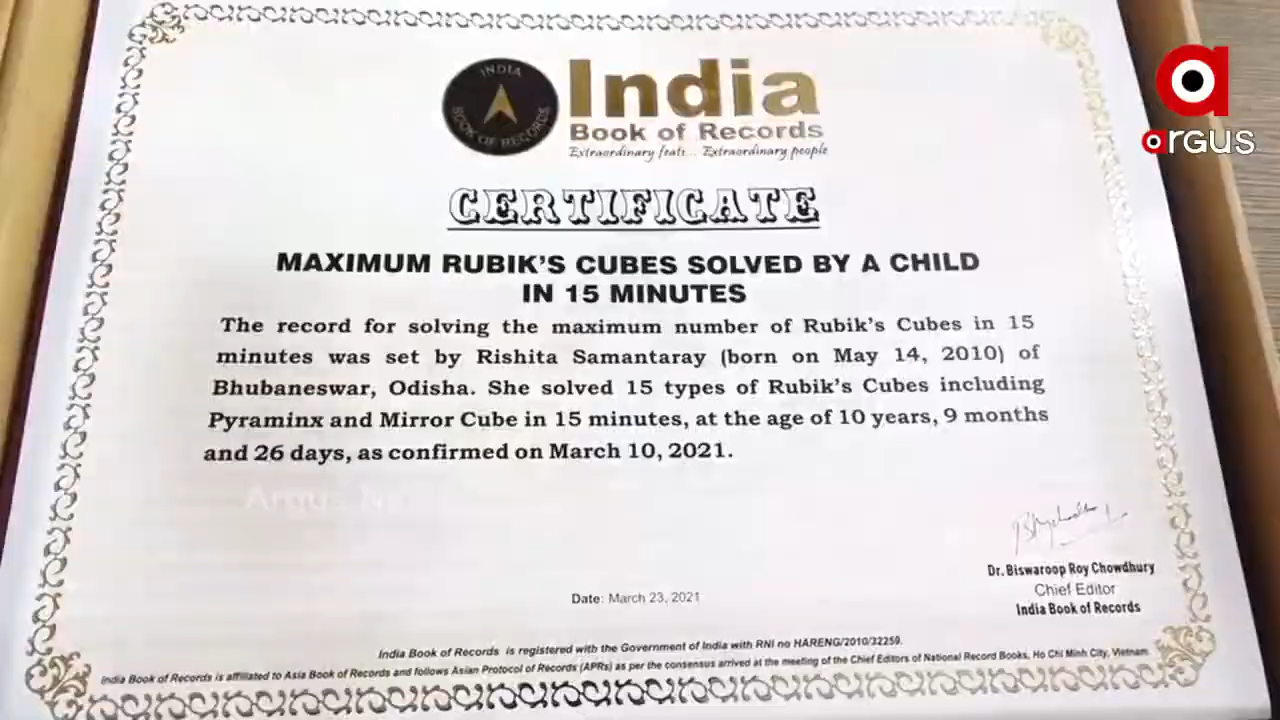 INDIA
BOOK OF RECORDS
India
Book of Records
Extraordinary feats... Extraordinary people
argus
CERTIFICATE
MAXIMUM RUBIK'S CUBES SOLVED BY A CHILD
IN 15 MINUTES
The record for solving the maximum number of Rubik's Cubes in 15
minutes was set by Rishita Samantaray (born on May 14, 2010) of
Bhubaneswar, Odisha. She solved 15 types of Rubik's Cubes including
Pyraminx and Mirror Cube in 15 minutes, at the age of 10 years, 9 months
and 26 days, as confirmed on March 10, 2021.
Argus
Dr. Biswaroop Roy Chowdhury
Chief Editor
India Book of Records
Date: March 23, 2021
India Book of Records is registered with the Government of India with RNI no HARENG/2010/32259.
India Book of Records is affiliated to Asia Book of Records and follows Asian Protocol of Records (APRs) as per the consensus arrived at the meeting of the Chief Editors of National Record Books, Ho Chi Minh City, Vietnam.